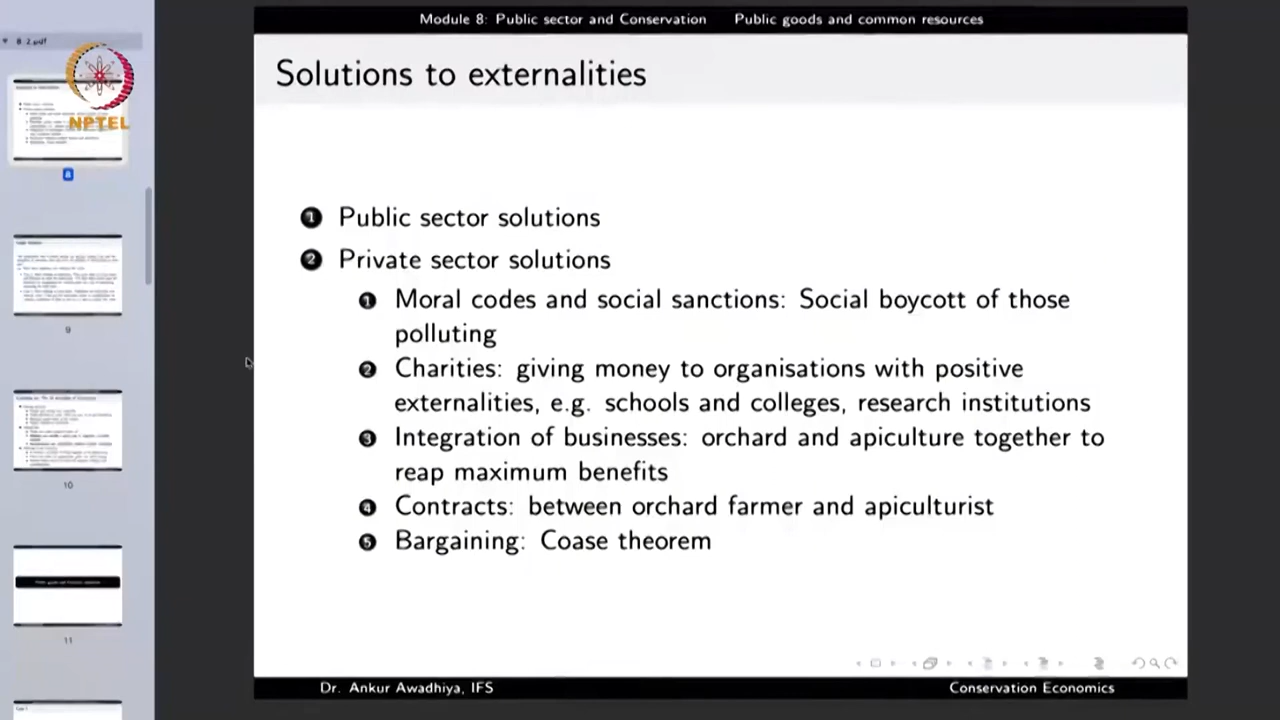 Module 8: Public sector and Conservation Public goods and common resources
8.2.pdf
NPTEL
8
9
10
11
Solutions to externalities
1 Public sector solutions
2 Private sector solutions
1 Moral codes and social sanctions: Social boycott of those
polluting
2 Charities: giving money to organisations with positive
externalities, e.g. schools and colleges, research institutions
3 Integration of businesses: orchard and apiculture together to
reap maximum benefits
4 Contracts: between orchard farmer and apiculturist
5 Bargaining: Coase theorem
Dr. Ankur Awadhiya, IFS Conservation Economics